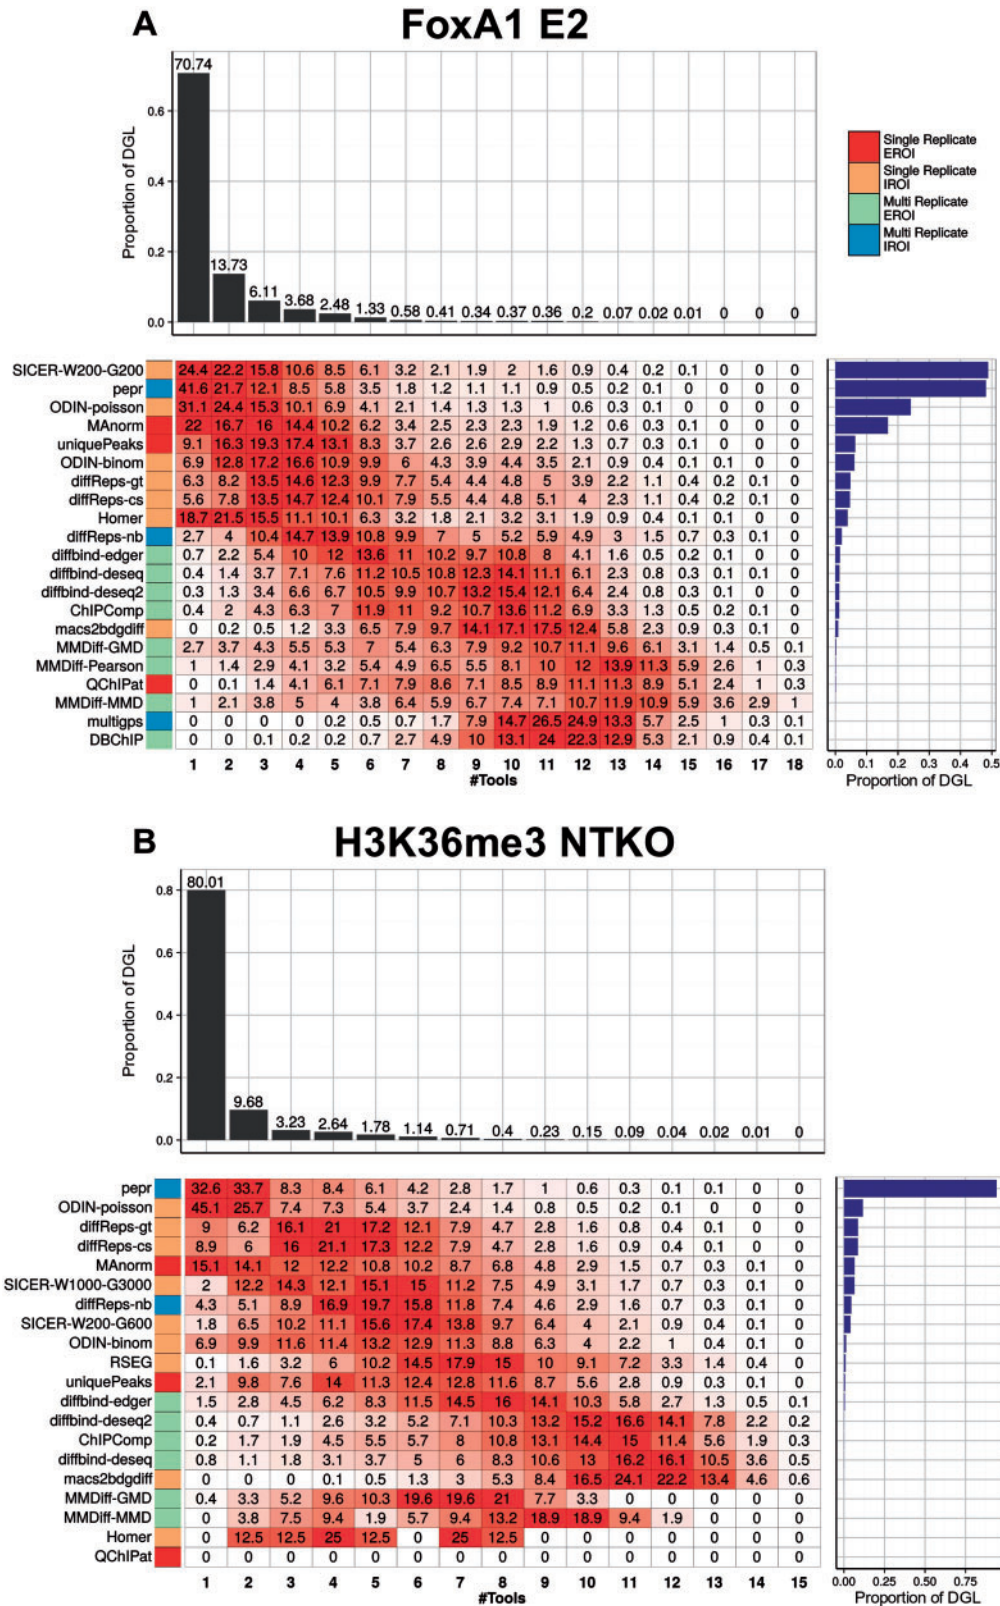 A
FoxA1 E2
70.74
0.6
13.73
6.11 3.68 2.48 1.33 0.58 0.41 0.34 0.37 0.36 0.2 0.07 0.02 0.01 0 0 0
0.4
0.2
0.0
Proportion of DGL
Single Replicate
EROI
Single Replicate
IROI
Multi Replicate
EROI
Multi Replicate
IROI
SICER-W200-G200 24.4 22.2 15.8 10.6 8.5 6.1 3.2 2.1 1.9 2 1.6 0.9 0.4 0.2 0.1 0 0 0
pepr 41.6 21.7 12.1 8.5 5.8 3.5 1.8 1.2 1.1 1.1 0.9 0.5 0.2 0.1 0 0 0 0
ODIN-poisson 31.1 24.4 15.3 10.1 6.9 4.1 2.1 1.4 1.3 1.3 1 0.6 0.3 0.1 0 0 0 0
MAnorm 22 16.7 16 14.4 10.2 6.2 3.4 2.5 2.3 2.3 1.9 1.2 0.6 0.3 0.1 0 0 0
uniquePeaks 9.1 16.3 19.3 17.4 13.1 8.3 3.7 2.6 2.6 2.9 2.2 1.3 0.7 0.3 0.1 0 0 0
ODIN-binom 6.9 12.8 17.2 16.6 10.9 9.9 6 4.3 3.9 4.4 3.5 2.1 0.9 0.4 0.1 0.1 0 0
diffReps-gt 6.3 8.2 13.5 14.6 12.3 9.9 7.7 5.4 4.4 4.8 5 3.9 2.2 1.1 0.4 0.2 0.1 0
diffReps-cs 5.6 7.8 13.5 14.7 12.4 10.1 7.9 5.5 4.4 4.8 5.1 4 2.3 1.1 0.4 0.2 0.1 0
Homer 18.7 21.5 15.5 11.1 10.1 6.3 3.2 1.8 2.1 3.2 3.1 1.9 0.9 0.4 0.1 0.1 0 0
diffReps-nb 2.7 4 10.4 14.7 13.9 10.8 9.9 7 5 5.2 5.9 4.9 3 1.5 0.7 0.3 0.1 0
diffbind-edger 0.7 2.2 5.4 10 12 13.6 11 10.2 9.7 10.8 8 4.1 1.6 0.5 0.2 0.1 0 0
diffbind-deseq 0.4 1.4 3.7 7.1 7.6 11.2 10.5 10.8 12.3 14.1 11.1 6.1 2.3 0.8 0.3 0.1 0.1 0
diffbind-deseq2 0.3 1.3 3.4 6.6 6.7 10.5 9.9 10.7 13.2 15.4 12.1 6.4 2.4 0.8 0.3 0.1 0 0
ChIPComp 0.4 2 4.3 6.3 7 11.9 11 9.2 10.7 13.6 11.2 6.9 3.3 1.3 0.5 0.2 0.1 0
macs2bdgdiff 0 0.2 0.5 1.2 3.3 6.5 7.9 9.7 14.1 17.1 17.5 12.4 5.8 2.3 0.9 0.3 0.1 0
MMDiff-GMD 2.7 3.7 4.3 5.5 5.3 7 5.4 6.3 7.9 9.2 10.7 11.1 9.6 6.1 3.1 1.4 0.5 0.1
MMDiff-Pearson 1 1.4 2.9 4.1 3.2 5.4 4.9 6.5 5.5 8.1 10 12 13.9 11.3 5.9 2.6 1 0.3
QChIPat 0 0.1 1.4 4.1 6.1 7.1 7.9 8.6 7.1 8.5 8.9 11.1 11.3 8.9 5.1 2.4 1 0.3
MMDiff-MMD 1 2.1 3.8 5 4 3.8 6.4 5.9 6.7 7.4 7.1 10.7 11.9 10.9 5.9 3.6 2.9 1
multigps 0 0 0 0 0.2 0.5 0.7 1.7 7.9 14.7 26.5 24.9 13.3 5.7 2.5 1 0.3 0.1
DBChIP 0 0 0.1 0.2 0.2 0.7 2.7 4.9 10 13.1 24 22.3 12.9 5.3 2.1 0.9 0.4 0.1
1 2 3 4 5 6 7 8 9 10 11 12 13 14 15 16 17 18
#Tools
0.0 0.1 0.2 0.3 0.4 0.5
Proportion of DGL
B
H3K36me3 NTKO
80.01
0.8
0.6
0.4
0.2
9.68 3.23 2.64 1.78 1.14 0.71 0.4 0.23 0.15 0.09 0.04 0.02 0.01 0
0.0
Proportion of DGL
pepr 32.6 33.7 8.3 8.4 6.1 4.2 2.8 1.7 1 0.6 0.3 0.1 0.1 0 0
ODIN-poisson 45.1 25.7 7.4 7.3 5.4 3.7 2.4 1.4 0.8 0.5 0.2 0.1 0 0 0
diffReps-gt 9 6.2 16.1 21 17.2 12.1 7.9 4.7 2.8 1.6 0.8 0.4 0.1 0 0
diffReps-cs 8.9 6 16 21.1 17.3 12.2 7.9 4.7 2.8 1.6 0.9 0.4 0.1 0 0
MAnorm 15.1 14.1 12 12.2 10.8 10.2 8.7 6.8 4.8 2.9 1.5 0.7 0.3 0.1 0
SICER-W1000-G3000 2 12.2 14.3 12.1 15.1 15 11.2 7.5 4.9 3.1 1.7 0.7 0.3 0.1 0
diffReps-nb 4.3 5.1 8.9 16.9 19.7 15.8 11.8 7.4 4.6 2.9 1.6 0.7 0.3 0.1 0
SICER-W200-G600 1.8 6.5 10.2 11.1 15.6 17.4 13.8 9.7 6.4 4 2.1 0.9 0.4 0.1 0
ODIN-binom 6.9 9.9 11.6 11.4 13.2 12.9 11.3 8.8 6.3 4 2.2 1 0.4 0.1 0
RSEG 0.1 1.6 3.2 6 10.2 14.5 17.9 15 10 9.1 7.2 3.3 1.4 0.4 0
uniquePeaks 2.1 9.8 7.6 14 11.3 12.4 12.8 11.6 8.7 5.6 2.8 0.9 0.3 0.1 0
diffbind-edger 1.5 2.8 4.5 6.2 8.3 11.5 14.5 16 14.1 10.3 5.8 2.7 1.3 0.5 0.1
diffbind-deseq2 0.4 0.7 1.1 2.6 3.2 5.2 7.1 10.3 13.2 15.2 16.6 14.1 7.8 2.2 0.2
ChIPComp 0.2 1.7 1.9 4.5 5.5 5.7 8 10.8 13.1 14.4 15 11.4 5.6 1.9 0.3
diffbind-deseq 0.8 1.1 1.8 3.1 3.7 5 6 8.3 10.6 13 16.2 16.1 10.5 3.6 0.5
macs2bdgdiff 0 0 0 0.1 0.5 1.3 3 5.3 8.4 16.5 24.1 22.2 13.4 4.6 0.6
MMDiff-GMD 0.4 3.3 5.2 9.6 10.3 19.6 19.6 21 7.7 3.3 0 0 0 0 0
MMDiff-MMD 0 3.8 7.5 9.4 1.9 5.7 9.4 13.2 18.9 18.9 9.4 1.9 0 0 0
Homer 0 12.5 12.5 25 12.5 0 25 12.5 0 0 0 0 0 0 0
QChIPat 0 0 0 0 0 0 0 0 0 0 0 0 0 0 0
1 2 3 4 5 6 7 8 9 10 11 12 13 14 15
#Tools
0.00 0.25 0.50 0.75
Proportion of DGL